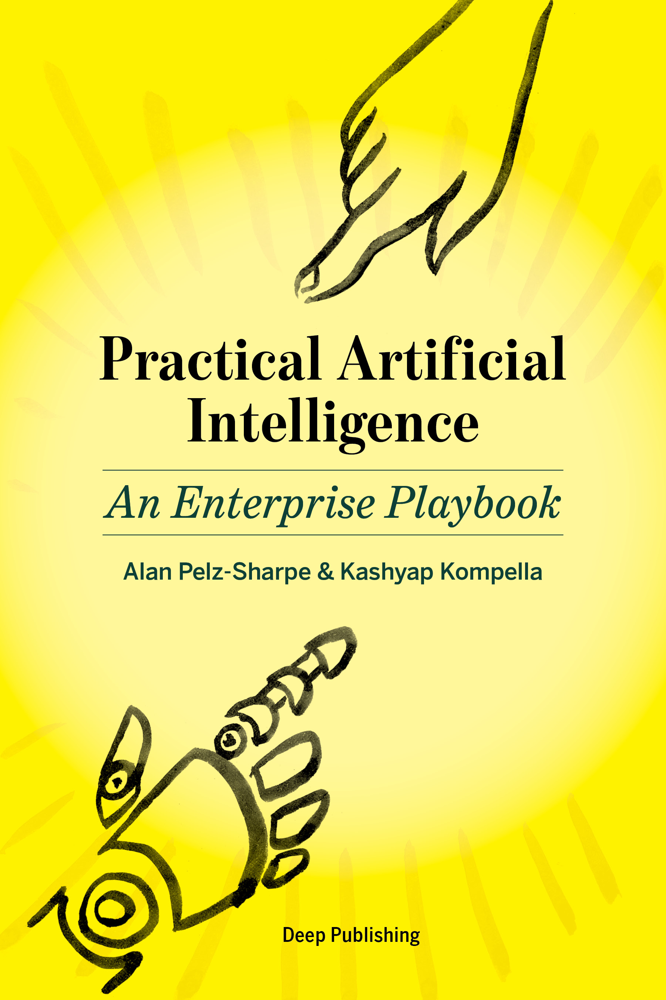 Practical Artificial
Intelligence
An Enterprise Playbook
Alan Pelz-Sharpe & Kashyap Kompella
Deep Publishing